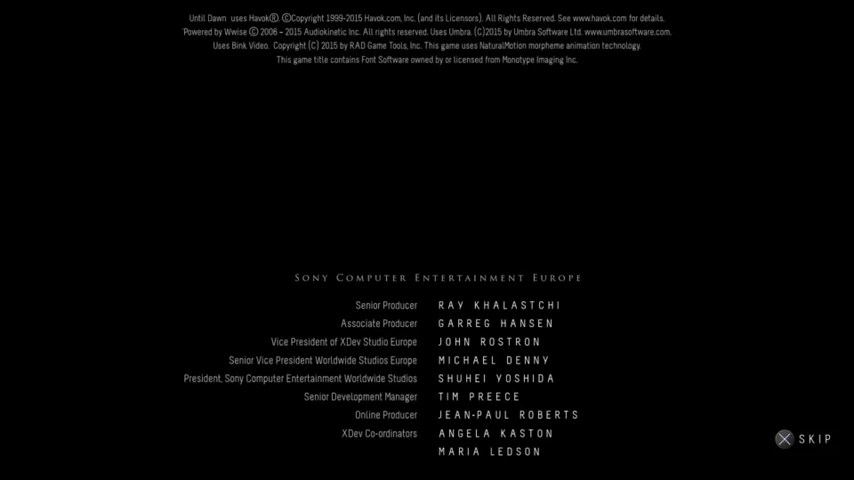 Until Dawn uses Havok®. ©Copyright 1999-2015 Havok.com, Inc. (and its Licensors). All Rights Reserved. See www.havok.com for details.
Powered by Wwise © 2006 – 2015 Audiokinetic Inc. All rights reserved. Uses Umbra. (C)2015 by Umbra Software Ltd. www.umbrasoftware.com.
Uses Bink Video. Copyright (C) 2015 by RAD Game Tools, Inc. This game uses NaturalMotion morpheme animation technology.
This game title contains Font Software owned by or licensed from Monotype Imaging Inc.
SONY COMPUTER ENTERTAINMENT EUROPE
Senior Producer RAY KHALASTCHI
Associate Producer GARREG HANSEN
Vice President of XDev Studio Europe JOHN ROSTRON
Senior Vice President Worldwide Studios Europe MICHAEL DENNY
President, Sony Computer Entertainment Worldwide Studios SHUHEI YOSHIDA
Senior Development Manager TIM PREECE
Online Producer JEAN-PAUL ROBERTS
XDev Co-ordinators ANGELA KASTON
MARIA LEDSON
SKIP